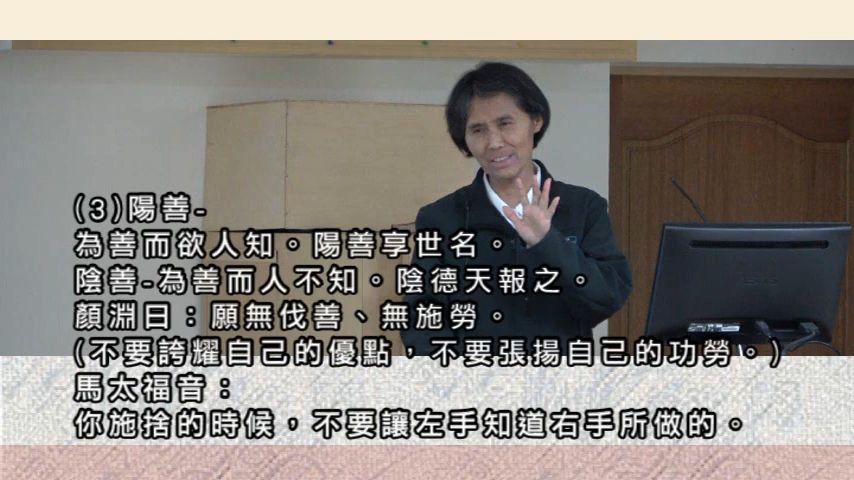 (3)陽善-
為善而欲人知。陽善享世名。
陰善-為善而人不知。陰德天報之。
顏淵日：願無伐善、無施勞。
(不要誇耀自己的優點，不要張揚自己的功勞。)
馬太福音：
你施捨的時候，不要讓左手知道右手所做的。